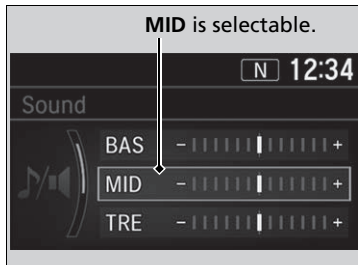 MID is selectable.
N 12:34
Sound
BAS - +
MID - +
TRE - +